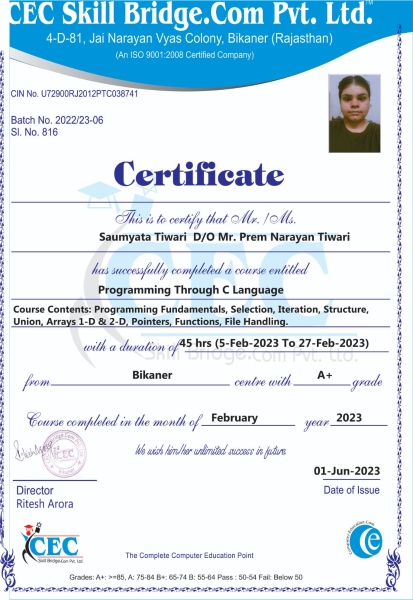 CEC Skill Bridge.Com Pvt. Ltd.™
4-D-81, Jai Narayan Vyas Colony, Bikaner (Rajasthan)
(An ISO 9001:2008 Certified Company)
CIN No. U72900RJ2012PTC038741
Batch No. 2022/23-06
Sl. No. 816
Certificate
This is to certify that Mr. /Ms.
Saumyata Tiwari D/O Mr. Prem Narayan Tiwari
has successfully completed a course entitled
Programming Through C Language
CEC
Course Contents: Programming Fundamentals, Selection, Iteration, Structure,
Union, Arrays 1-D & 2-D, Pointers, Functions, File Handling.
with a duration of 45 hrs (5-Feb-2023 To 27-Feb-2023)
Skill Bridge.Com Pvt. Ltd.
from Bikaner centre with A+ grade
Course completed in the month of February year 2023
We wish him/her unlimited success in future.
01-Jun-2023
Director
Date of Issue
Ritesh Arora
CEC
Skill Bridge.Com Pvt. Ltd.
The Complete Computer Education Point
Grades: A+: >=85, A: 75-84 B+: 65-74 B: 55-64 Pass : 50-54 Fail: Below 50